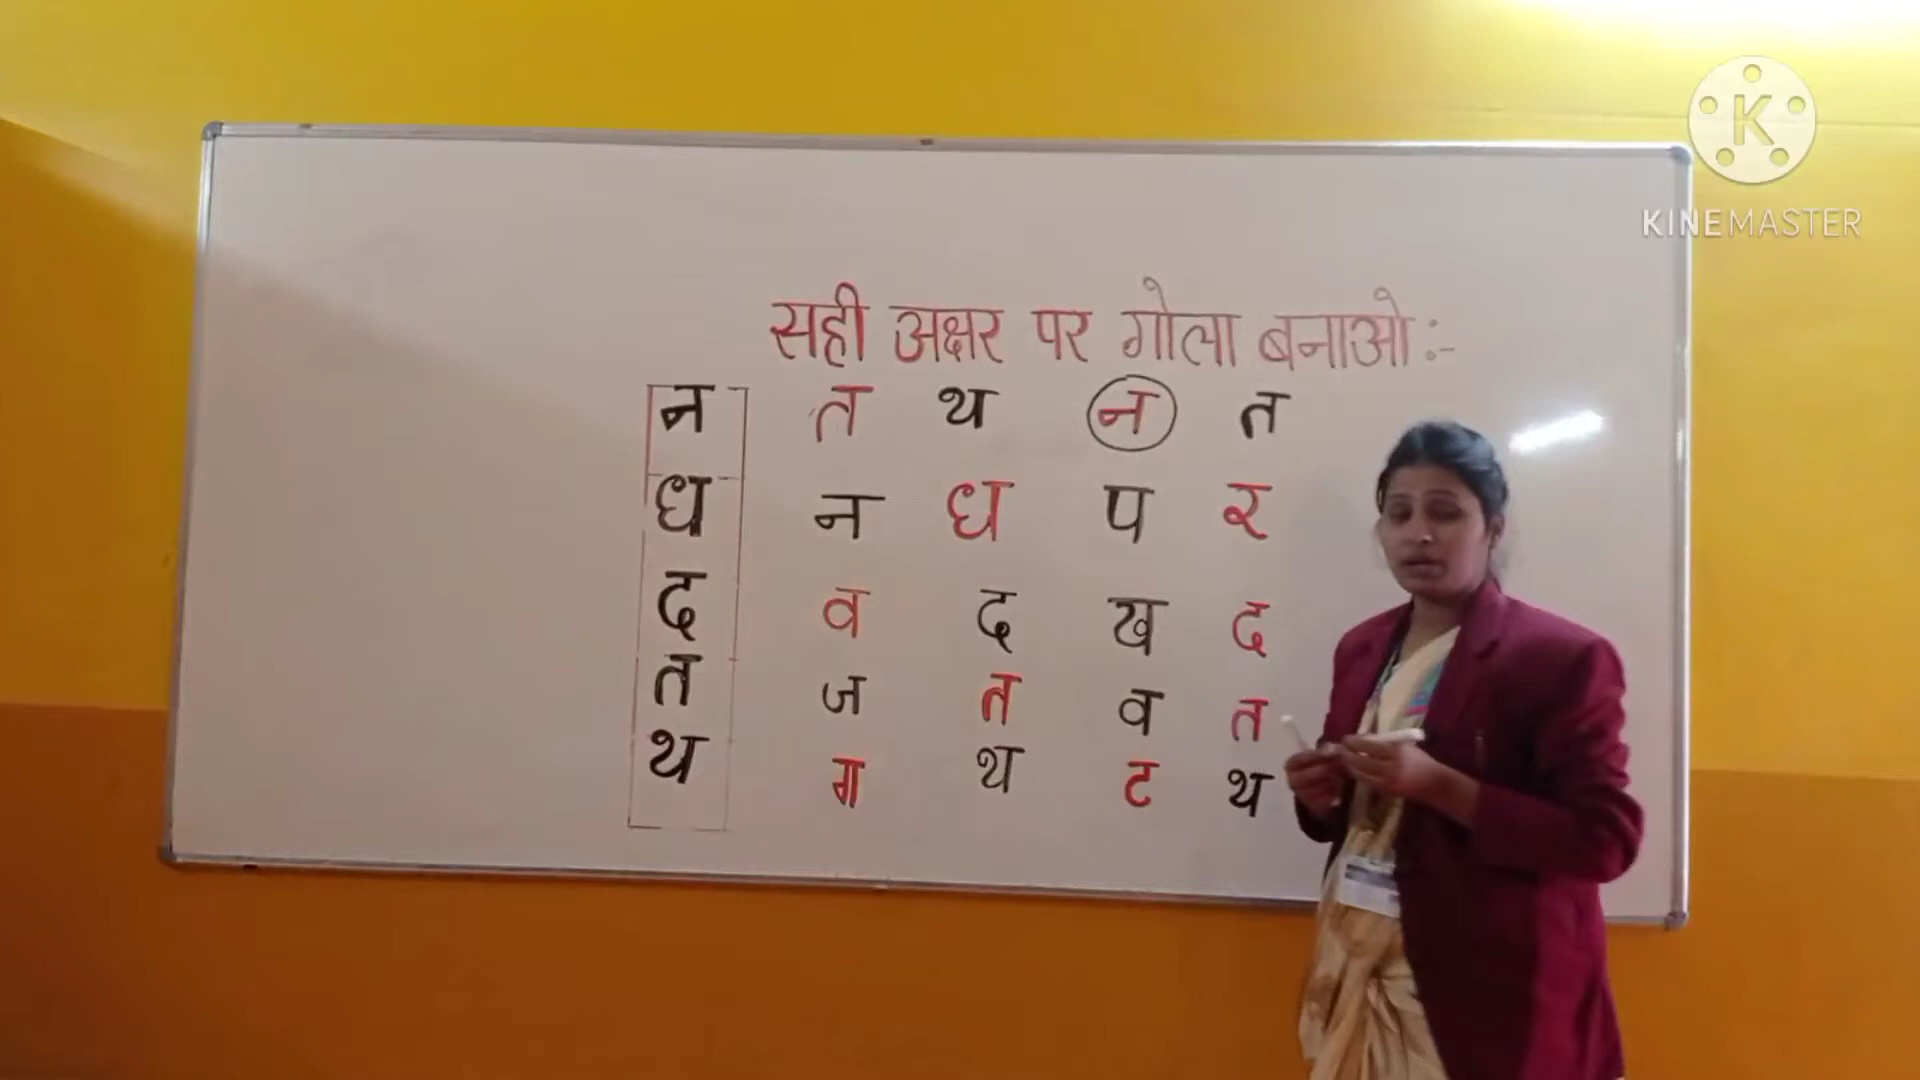 K
KINEMASTER
सही अक्षर पर गोला बनाओ :-
न त थ न त
ध न ध प र
द व द ख द
त ज त व त
थ ग थ ट थ